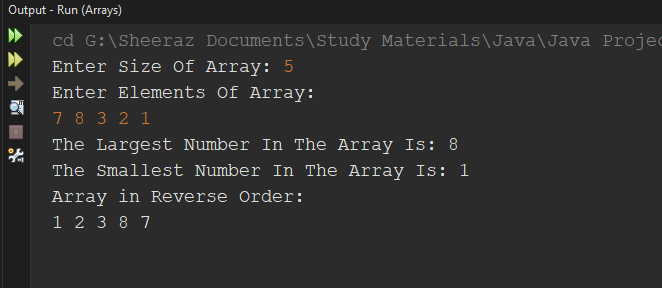 Output - Run (Arrays)
cd G:\Sheeraz Documents\Study Materials\Java\Java Projec
Enter Size Of Array: 5
Enter Elements Of Array:
7 8 3 2 1
The Largest Number In The Array Is: 8
The Smallest Number In The Array Is: 1
Array in Reverse Order:
1 2 3 8 7